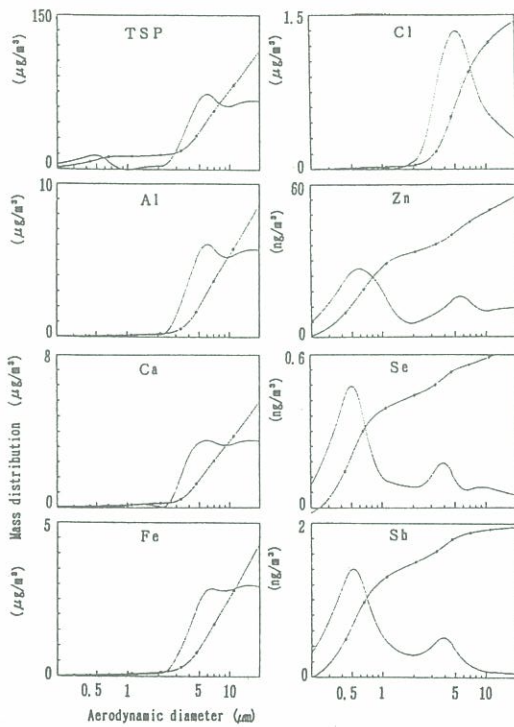 TSP
(μg/m³)
150
0
Al
(μg/m³)
10
0
Ca
(μg/m³)
8
0
Fe
(μg/m³)
5
0
Mass distribution
0.5 1 5 10
Aerodynamic diameter (μm)
Cl
(μg/m³)
1.5
0
Zn
(ng/m³)
60
0
Se
(ng/m³)
0.6
0
Sb
(ng/m³)
2
0
0.5 1 5 10
Aerodynamic diameter (μm)